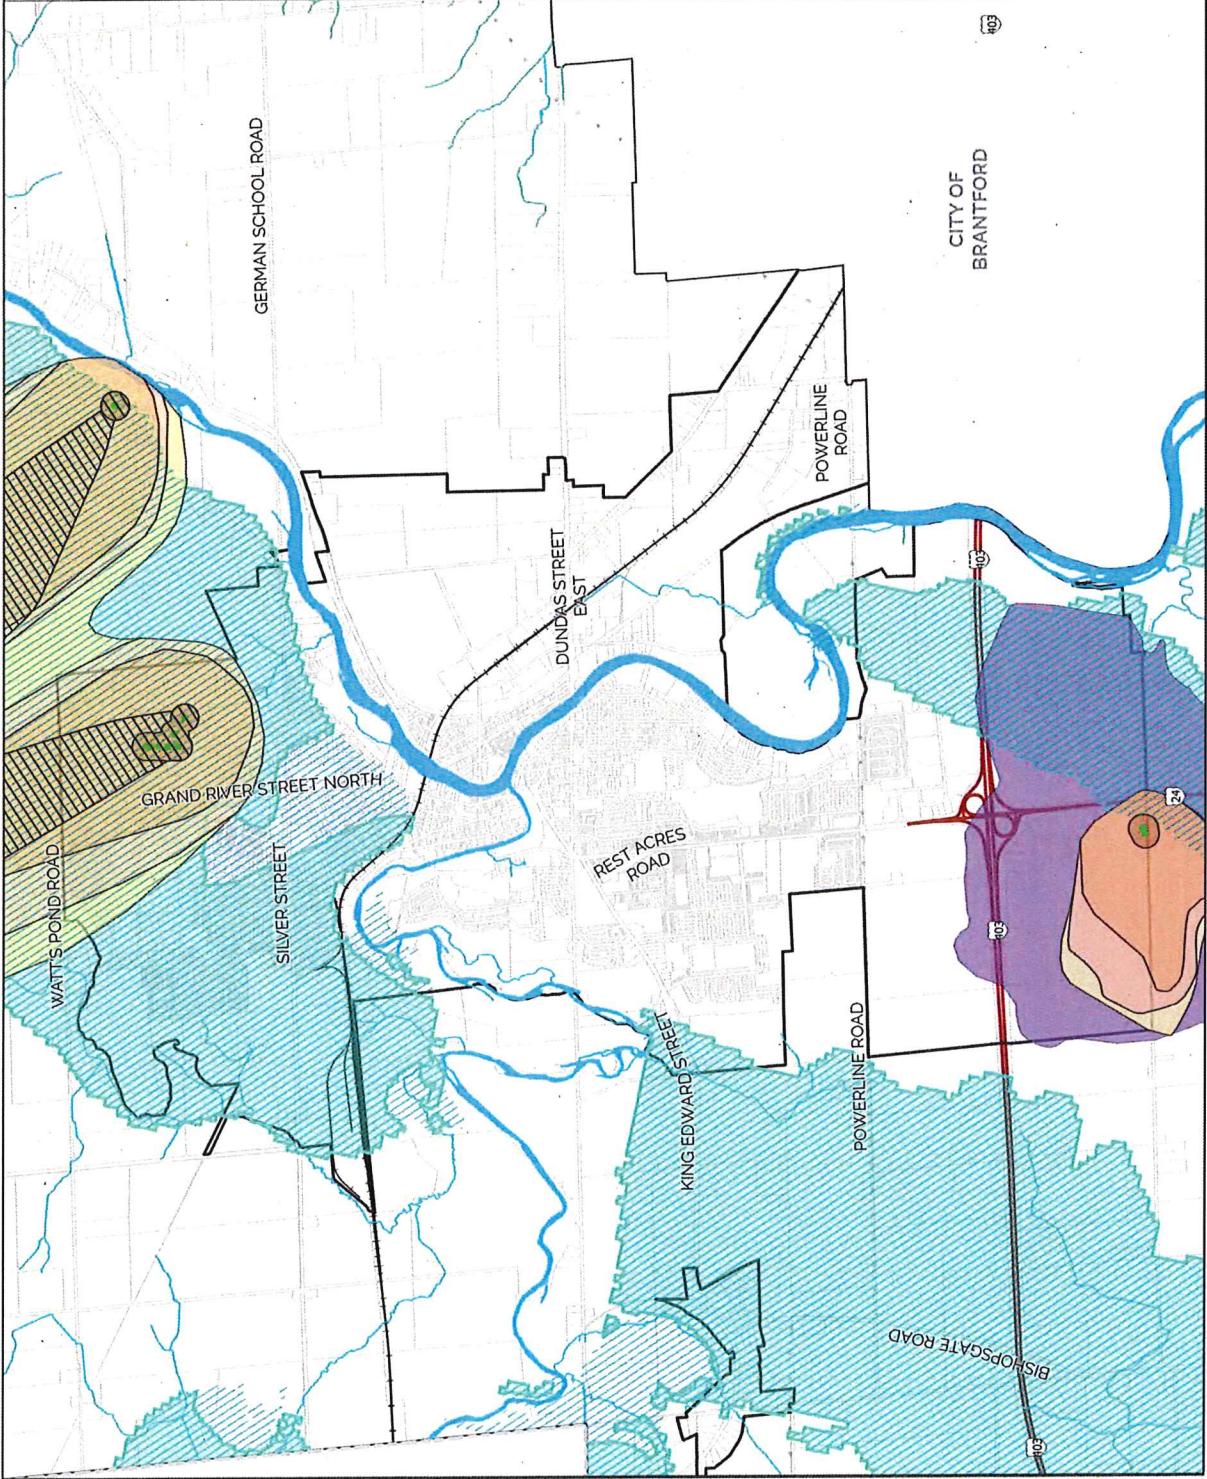 403
GERMAN SCHOOL ROAD
CITY OF
BRANTFORD
POWERLINE
ROAD
DUNDAS STREET
EAST
403
GRAND RIVER STREET NORTH
24
WATT'S POND ROAD
SILVER STREET
REST ACRES
ROAD
403
KING EDWARD STREET
POWERLINE ROAD
BISHOPSGATE ROAD
403